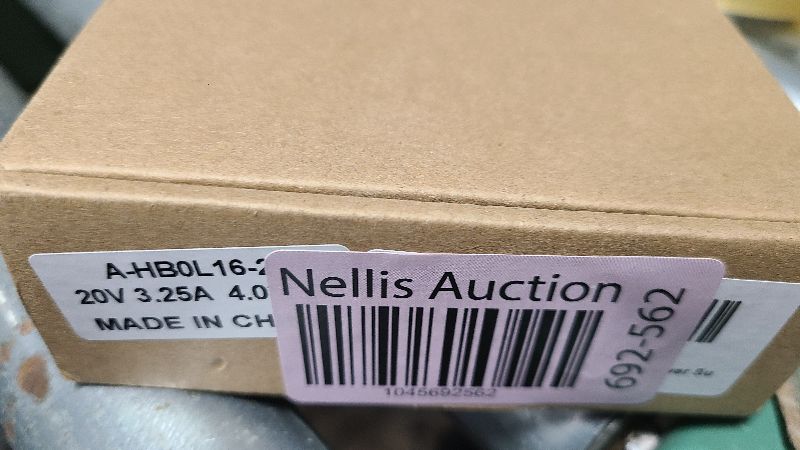 A-HB0L16-2
20V 3.25A 4.0
MADE IN CH
Nellis Auction
1045692562
692-562